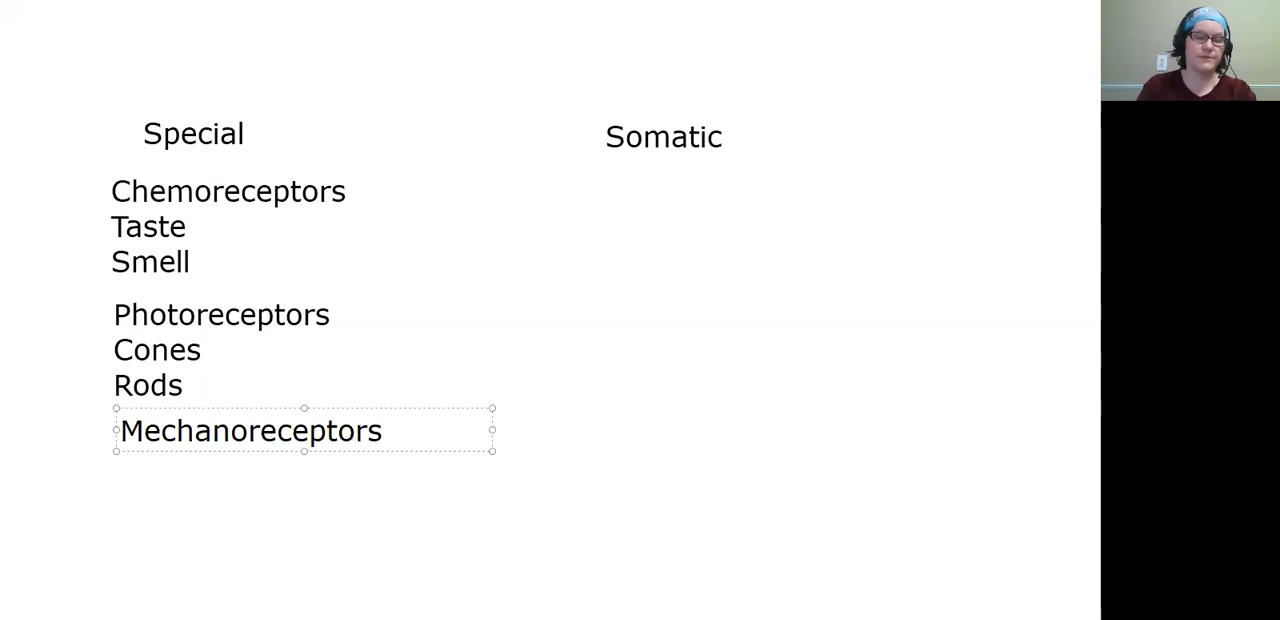 Special
Somatic
Chemoreceptors
Taste
Smell
Photoreceptors
Cones
Rods
Mechanoreceptors